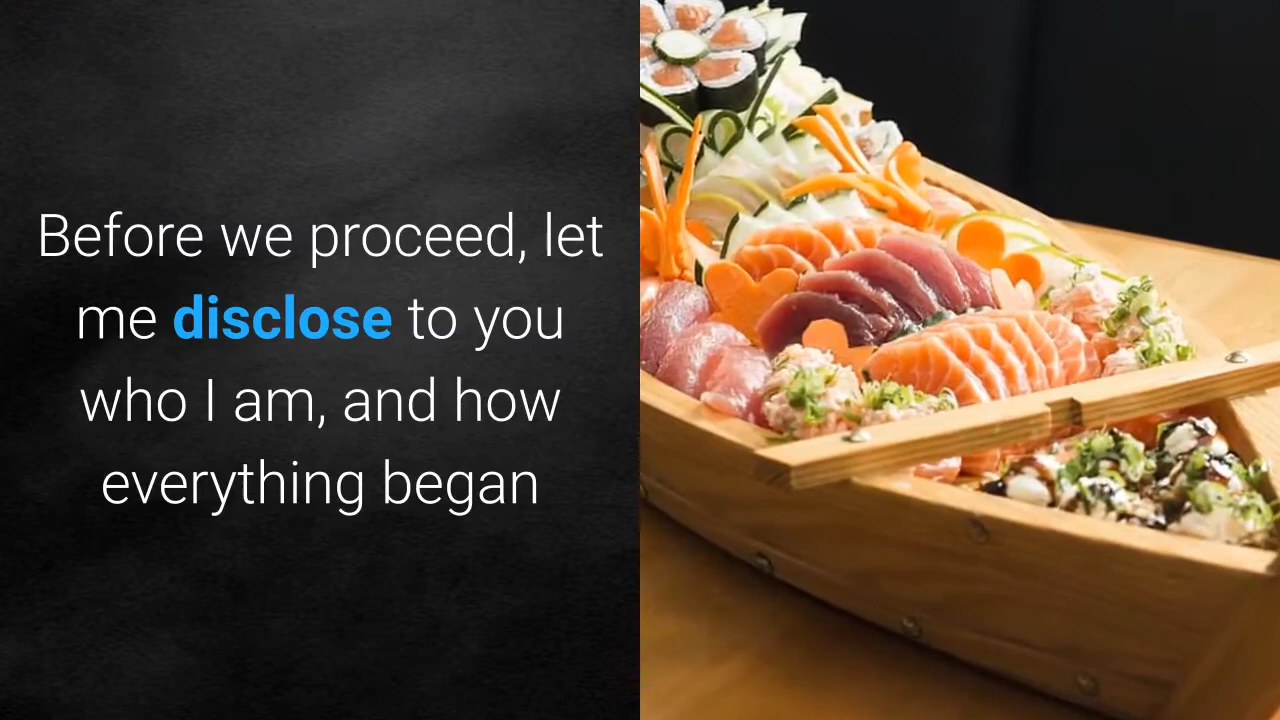 Before we proceed, let
me disclose to you
who I am, and how
everything began